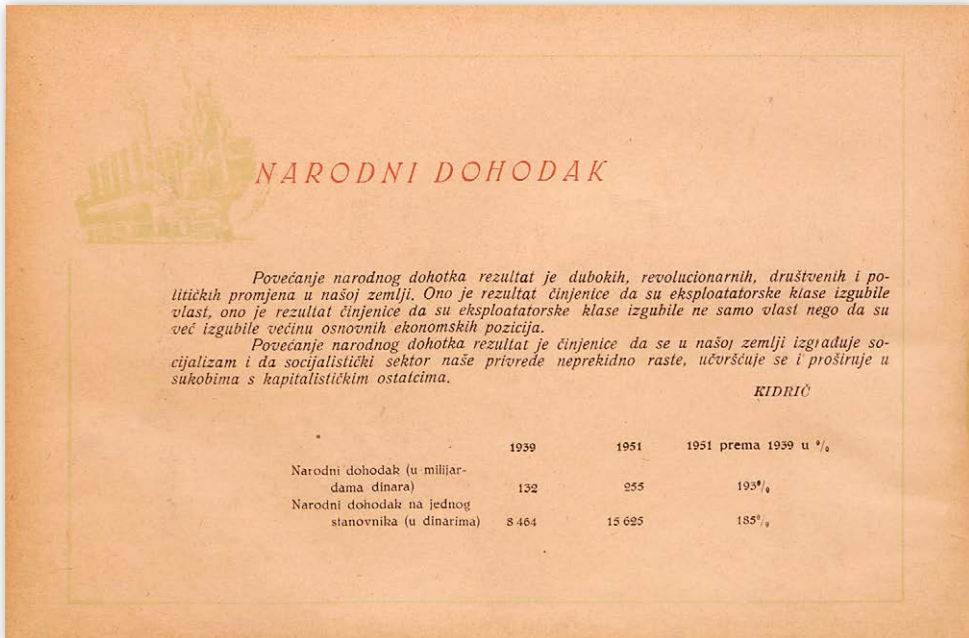 NARODNI DOHODAK
Povećanje narodnog dohotka rezultat je dubokih, revolucionarnih, društvenih i po-
litičkih promjena u našoj zemlji. Ono je rezultat činjenice da su eksploatatorske klase izgubile
vlast, ono je rezultat činjenice da su eksploatatorske klase izgubile ne samo vlast nego da su
već izgubile većinu osnovnih ekonomskih pozicija.
Povećanje narodnog dohotka rezultat je činjenice da se u našoj zemlji izgrađuje so-
cijalizam i da socijalistički sektor naše privrede neprekidno raste, učvršćuje se i proširuje u
sukobima s kapitalističkim ostatcima.
KIDRIČ
1939 1951 1951 prema 1939 u %
Narodni dohodak (u milijar-
dama dinara) 132 255 193%
Narodni dohodak na jednog
stanovnika (u dinarima) 8 464 15 625 185%